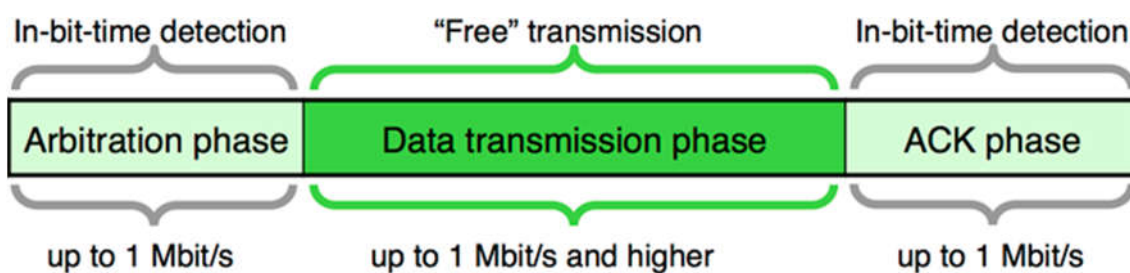 In-bit-time detection
“Free” transmission
In-bit-time detection
Arbitration phase
Data transmission phase
ACK phase
up to 1 Mbit/s
up to 1 Mbit/s and higher
up to 1 Mbit/s